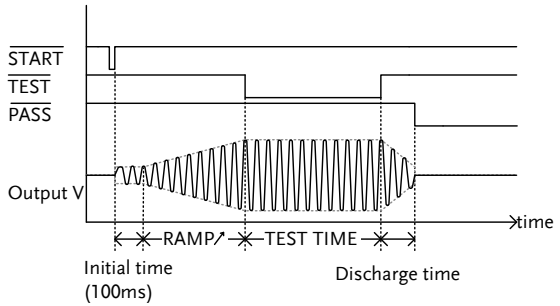 START
TEST
PASS
Output V
time
RAMP↗
TEST TIME
Initial time
(100ms)
Discharge time